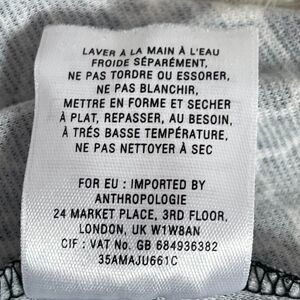 LAVER À LA MAIN À L'EAU
FROIDE SÉPARÉMENT,
NE PAS TORDRE OU ESSORER,
NE PAS BLANCHIR,
METTRE EN FORME ET SECHER
À PLAT, REPASSER, AU BESOIN,
À TRÉS BASSE TEMPÉRATURE,
NE PAS NETTOYER À SEC
FOR EU : IMPORTED BY
ANTHROPOLOGIE
24 MARKET PLACE, 3RD FLOOR,
LONDON, UK W1W8AN
CIF : VAT No. GB 684936382
35AMAJU661C